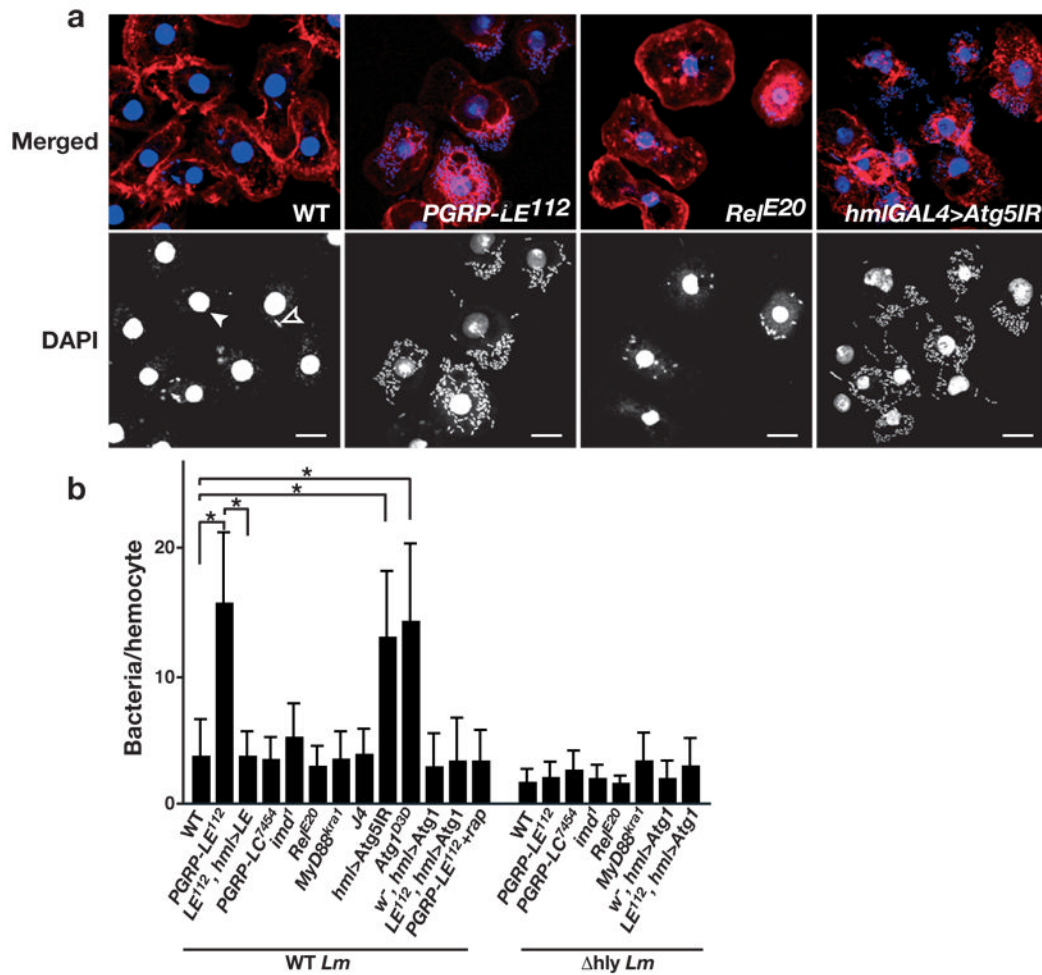 a
Merged
WT
PGRP-LE112
RelE20
hmlGAL4>Atg5IR
DAPI
b
* 
* 
* *
Bacteria/hemocyte
20
10
0
WT
PGRP-LE112
LE112, hml>LE
PGRP-LC7454
imd1
RelE20
MyD88kra1
J4
hml>Atg5IR
Atg1D3D
w-, hml>Atg1
LE112, hml>Atg1
PGRP-LE112+rap
WT
PGRP-LE112
PGRP-LC7454
imd1
RelE20
MyD88kra1
w-, hml>Atg1
LE112, hml>Atg1
WT Lm
Δhly Lm